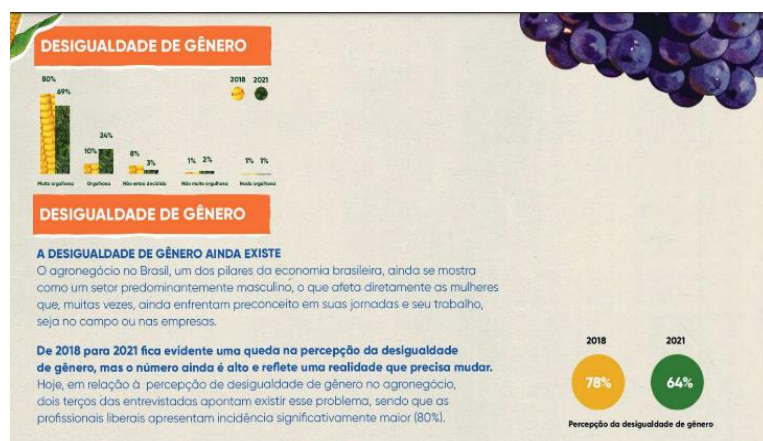 DESIGUALDADE DE GÊNERO
2018 2021
80%
69%
10%
24%
8%
3%
1% 2%
1% 1%
Muito orgulhosa Orgulhosa Não estou decidida Não muito orgulhosa Nada orgulhosa
DESIGUALDADE DE GÊNERO
A DESIGUALDADE DE GÊNERO AINDA EXISTE
O agronegócio no Brasil, um dos pilares da economia brasileira, ainda se mostra
como um setor predominantemente masculino, o que afeta diretamente as mulheres
que, muitas vezes, ainda enfrentam preconceito em suas jornadas e seu trabalho,
seja no campo ou nas empresas.
De 2018 para 2021 fica evidente uma queda na percepção da desigualdade
de gênero, mas o número ainda é alto e reflete uma realidade que precisa mudar.
Hoje, em relação à percepção de desigualdade de gênero no agronegócio,
dois terços das entrevistadas apontam existir esse problema, sendo que as
profissionais liberais apresentam incidência significativamente maior (80%).
2018 2021
78% 64%
Percepção da desigualdade de gênero